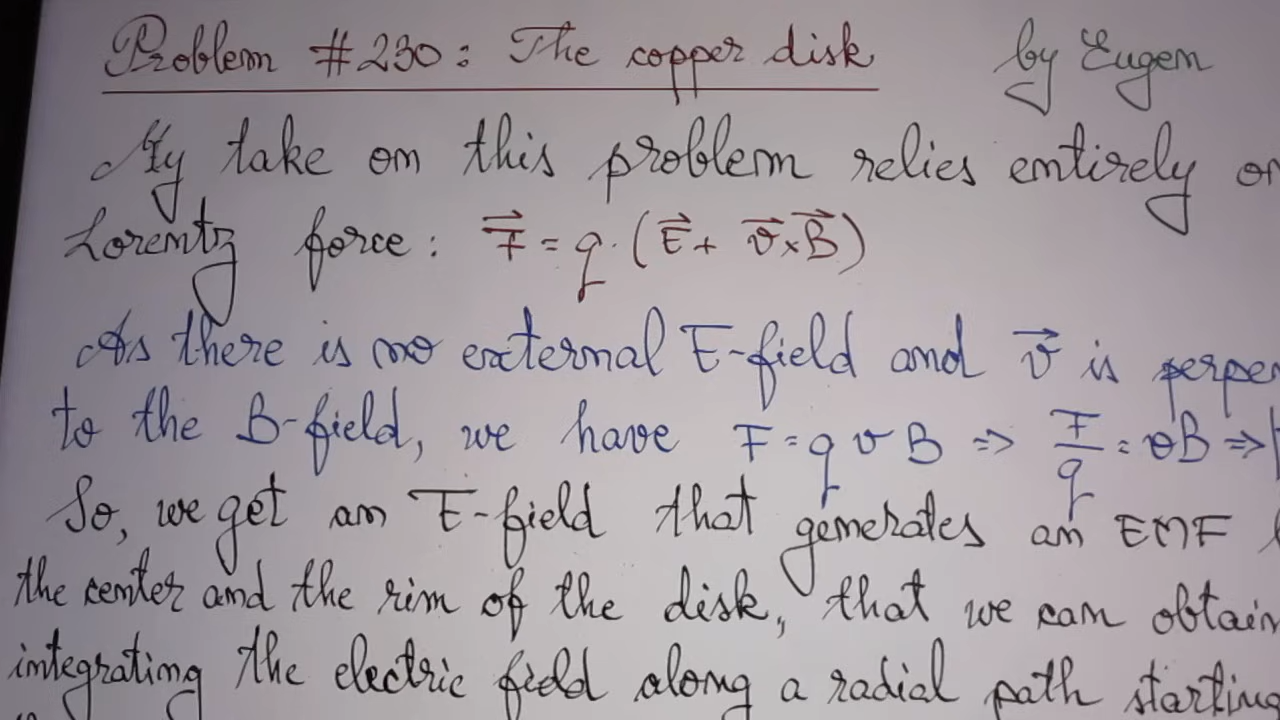 Problem #230: The copper disk by Eugen
My take on this problem relies entirely on
Lorentz force: F⃗ = q·(E⃗ + v⃗×B⃗)
As there is no external E-field and v⃗ is perpen
to the B-field, we have F = q v B => F/q = vB =>
So, we get an E-field that generates an EMF
the center and the rim of the disk, that we can obtain
integrating the electric field along a radial path starting